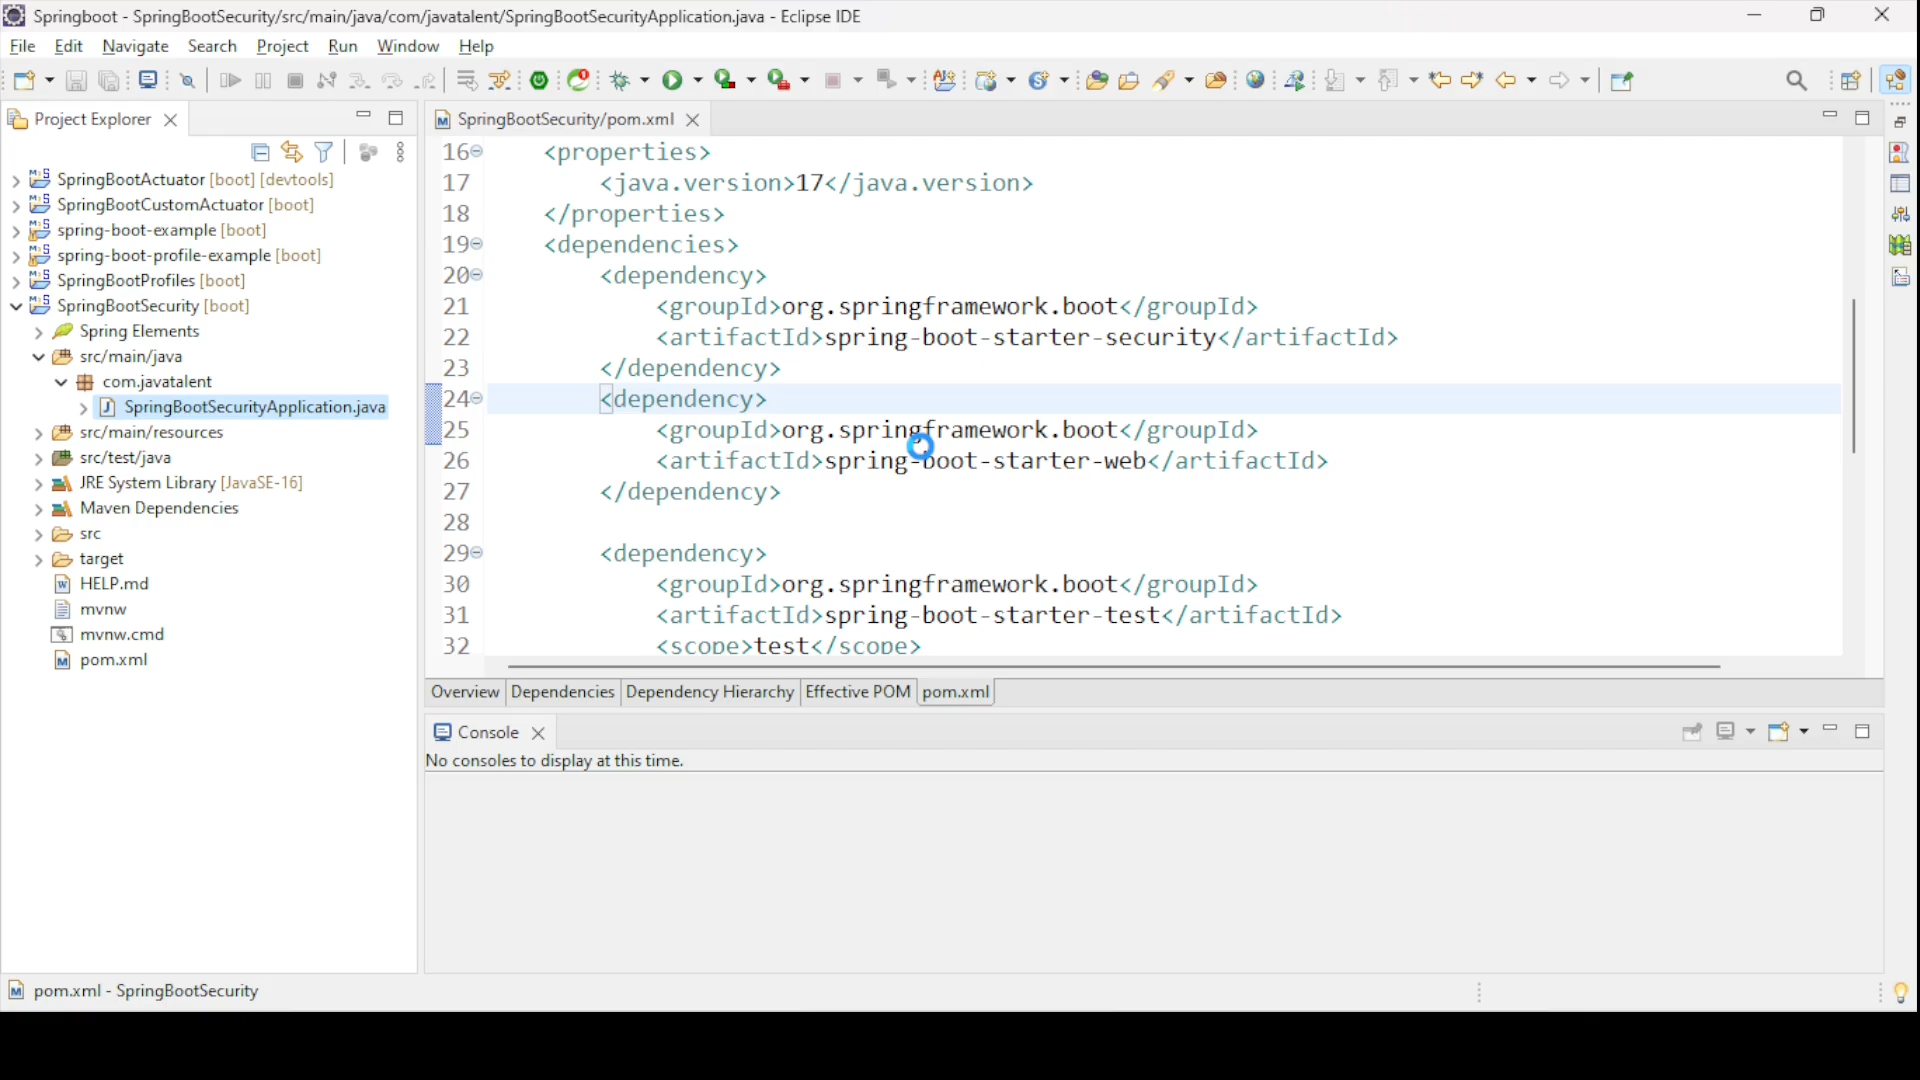 Springboot - SpringBootSecurity/src/main/java/com/javatalent/SpringBootSecurityApplication.java - Eclipse IDE
File Edit Navigate Search Project Run Window Help
Project Explorer
SpringBootActuator [boot] [devtools]
SpringBootCustomActuator [boot]
spring-boot-example [boot]
spring-boot-profile-example [boot]
SpringBootProfiles [boot]
SpringBootSecurity [boot]
Spring Elements
src/main/java
com.javatalent
SpringBootSecurityApplication.java
src/main/resources
src/test/java
JRE System Library [JavaSE-16]
Maven Dependencies
src
target
HELP.md
mvnw
mvnw.cmd
pom.xml
SpringBootSecurity/pom.xml
16 <properties>
17 <java.version>17</java.version>
18 </properties>
19 <dependencies>
20 <dependency>
21 <groupId>org.springframework.boot</groupId>
22 <artifactId>spring-boot-starter-security</artifactId>
23 </dependency>
24 <dependency>
25 <groupId>org.springframework.boot</groupId>
26 <artifactId>spring-boot-starter-web</artifactId>
27 </dependency>
28
29 <dependency>
30 <groupId>org.springframework.boot</groupId>
31 <artifactId>spring-boot-starter-test</artifactId>
32 <scope>test</scope>
Overview Dependencies Dependency Hierarchy Effective POM pom.xml
Console
No consoles to display at this time.
pom.xml - SpringBootSecurity